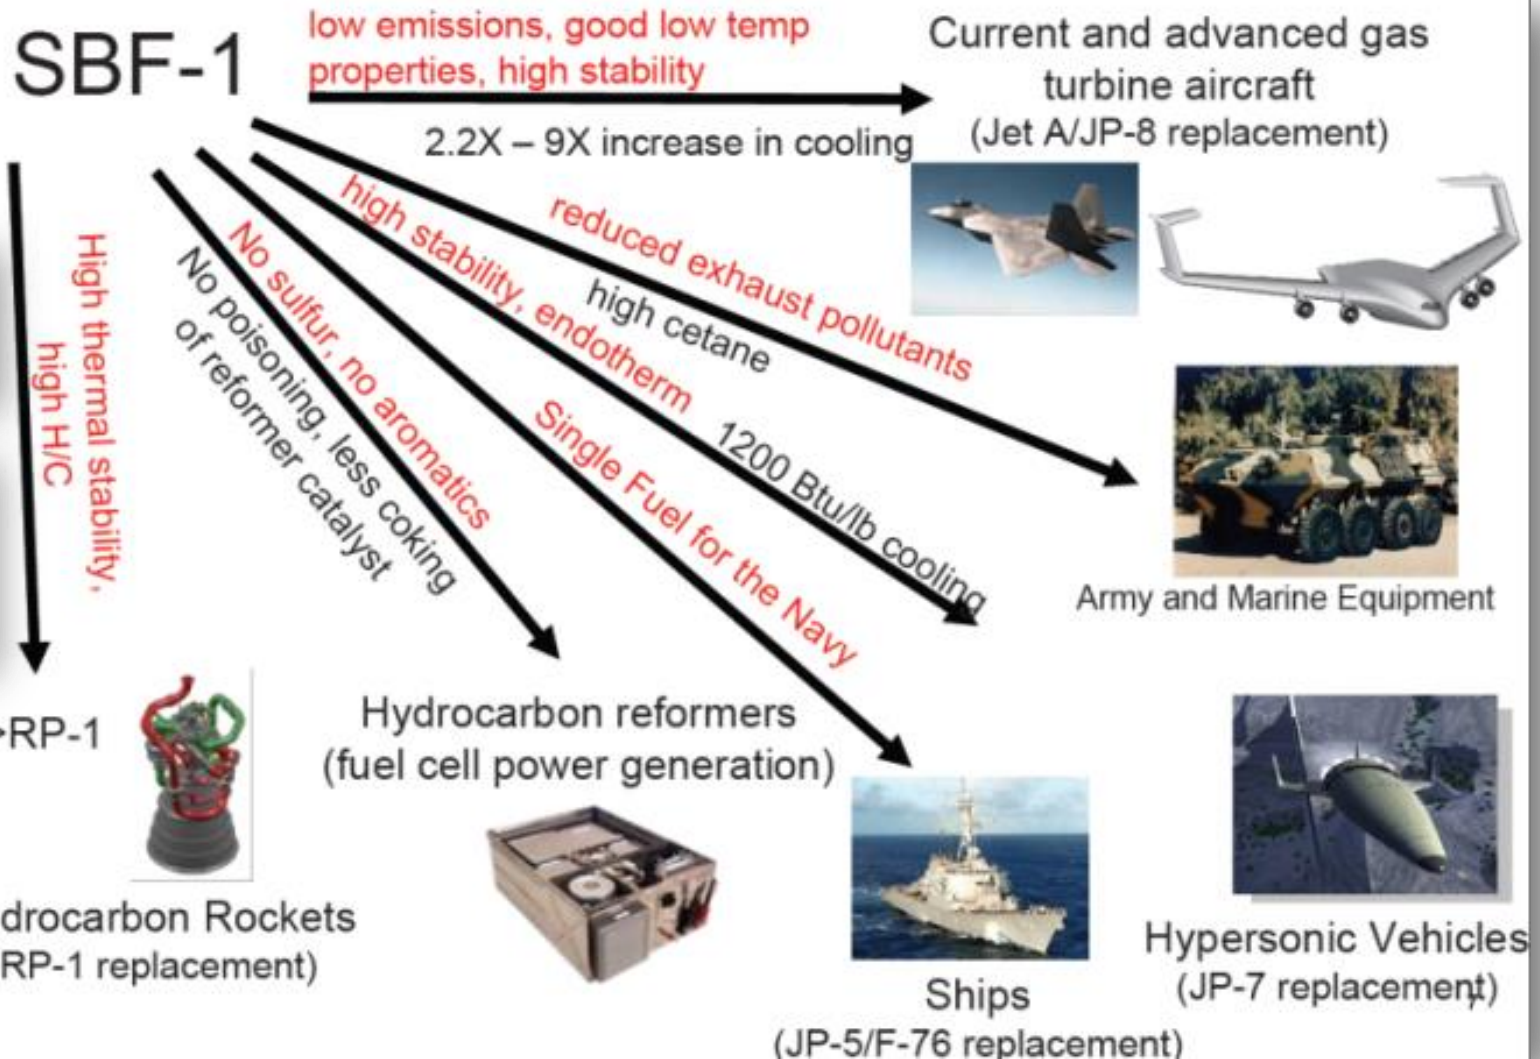 SBF-1
low emissions, good low temp
properties, high stability
2.2X – 9X increase in cooling
Current and advanced gas
turbine aircraft
(Jet A/JP-8 replacement)
reduced exhaust pollutants
high cetane
Army and Marine Equipment
high stability, endotherm
1200 Btu/lb cooling
Hypersonic Vehicles
(JP-7 replacement)
Single Fuel for the Navy
Ships
(JP-5/F-76 replacement)
No sulfur, no aromatics
No poisoning, less coking
of reformer catalyst
Hydrocarbon reformers
(fuel cell power generation)
High thermal stability,
high H/C
>RP-1
drocarbon Rockets
RP-1 replacement)